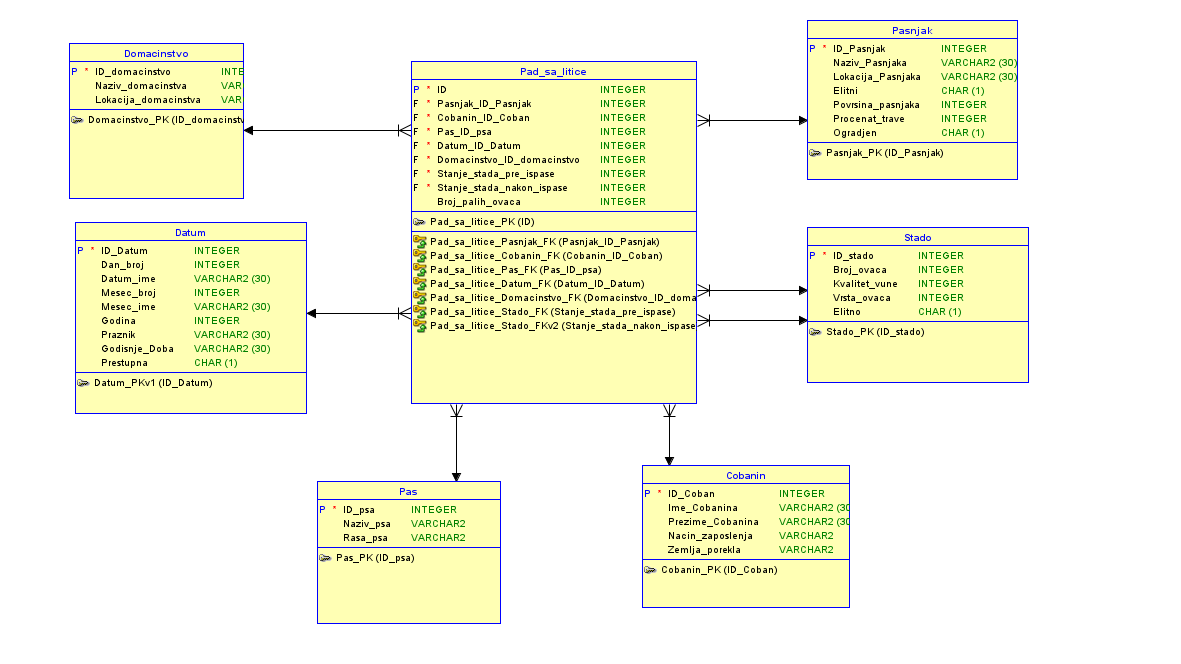 Domacinstvo
P * ID_domacinstvo INTE
Naziv_domacinstva VAR
Lokacija_domacinstva VAR
Domacinstvo_PK (ID_domacinstv
Pad_sa_litice
P * ID INTEGER
F * Pasnjak_ID_Pasnjak INTEGER
F * Cobanin_ID_Coban INTEGER
F * Pas_ID_psa INTEGER
F * Datum_ID_Datum INTEGER
F * Domacinstvo_ID_domacinstvo INTEGER
F * Stanje_stada_pre_ispase INTEGER
F * Stanje_stada_nakon_ispase INTEGER
Broj_palih_ovaca INTEGER
Pad_sa_litice_PK (ID)
Pad_sa_litice_Pasnjak_FK (Pasnjak_ID_Pasnjak)
Pad_sa_litice_Cobanin_FK (Cobanin_ID_Coban)
Pad_sa_litice_Pas_FK (Pas_ID_psa)
Pad_sa_litice_Datum_FK (Datum_ID_Datum)
Pad_sa_litice_Domacinstvo_FK (Domacinstvo_ID_doma
Pad_sa_litice_Stado_FK (Stanje_stada_pre_ispase)
Pad_sa_litice_Stado_FKv2 (Stanje_stada_nakon_ispase
Pasnjak
P * ID_Pasnjak INTEGER
Naziv_Pasnjaka VARCHAR2 (30)
Lokacija_Pasnjaka VARCHAR2 (30)
Elitni CHAR (1)
Povrsina_pasnjaka INTEGER
Procenat_trave INTEGER
Ogradjen CHAR (1)
Pasnjak_PK (ID_Pasnjak)
Datum
P * ID_Datum INTEGER
Dan_broj INTEGER
Datum_ime VARCHAR2 (30)
Mesec_broj INTEGER
Mesec_ime VARCHAR2 (30)
Godina INTEGER
Praznik VARCHAR2 (30)
Godisnje_Doba VARCHAR2 (30)
Prestupna CHAR (1)
Datum_PKv1 (ID_Datum)
Stado
P * ID_stado INTEGER
Broj_ovaca INTEGER
Kvalitet_vune INTEGER
Vrsta_ovaca INTEGER
Elitno CHAR (1)
Stado_PK (ID_stado)
Pas
P * ID_psa INTEGER
Naziv_psa VARCHAR2
Rasa_psa VARCHAR2
Pas_PK (ID_psa)
Cobanin
P * ID_Coban INTEGER
Ime_Cobanina VARCHAR2 (30
Prezime_Cobanina VARCHAR2 (30
Nacin_zaposlenja VARCHAR2
Zemlja_porekla VARCHAR2
Cobanin_PK (ID_Coban)